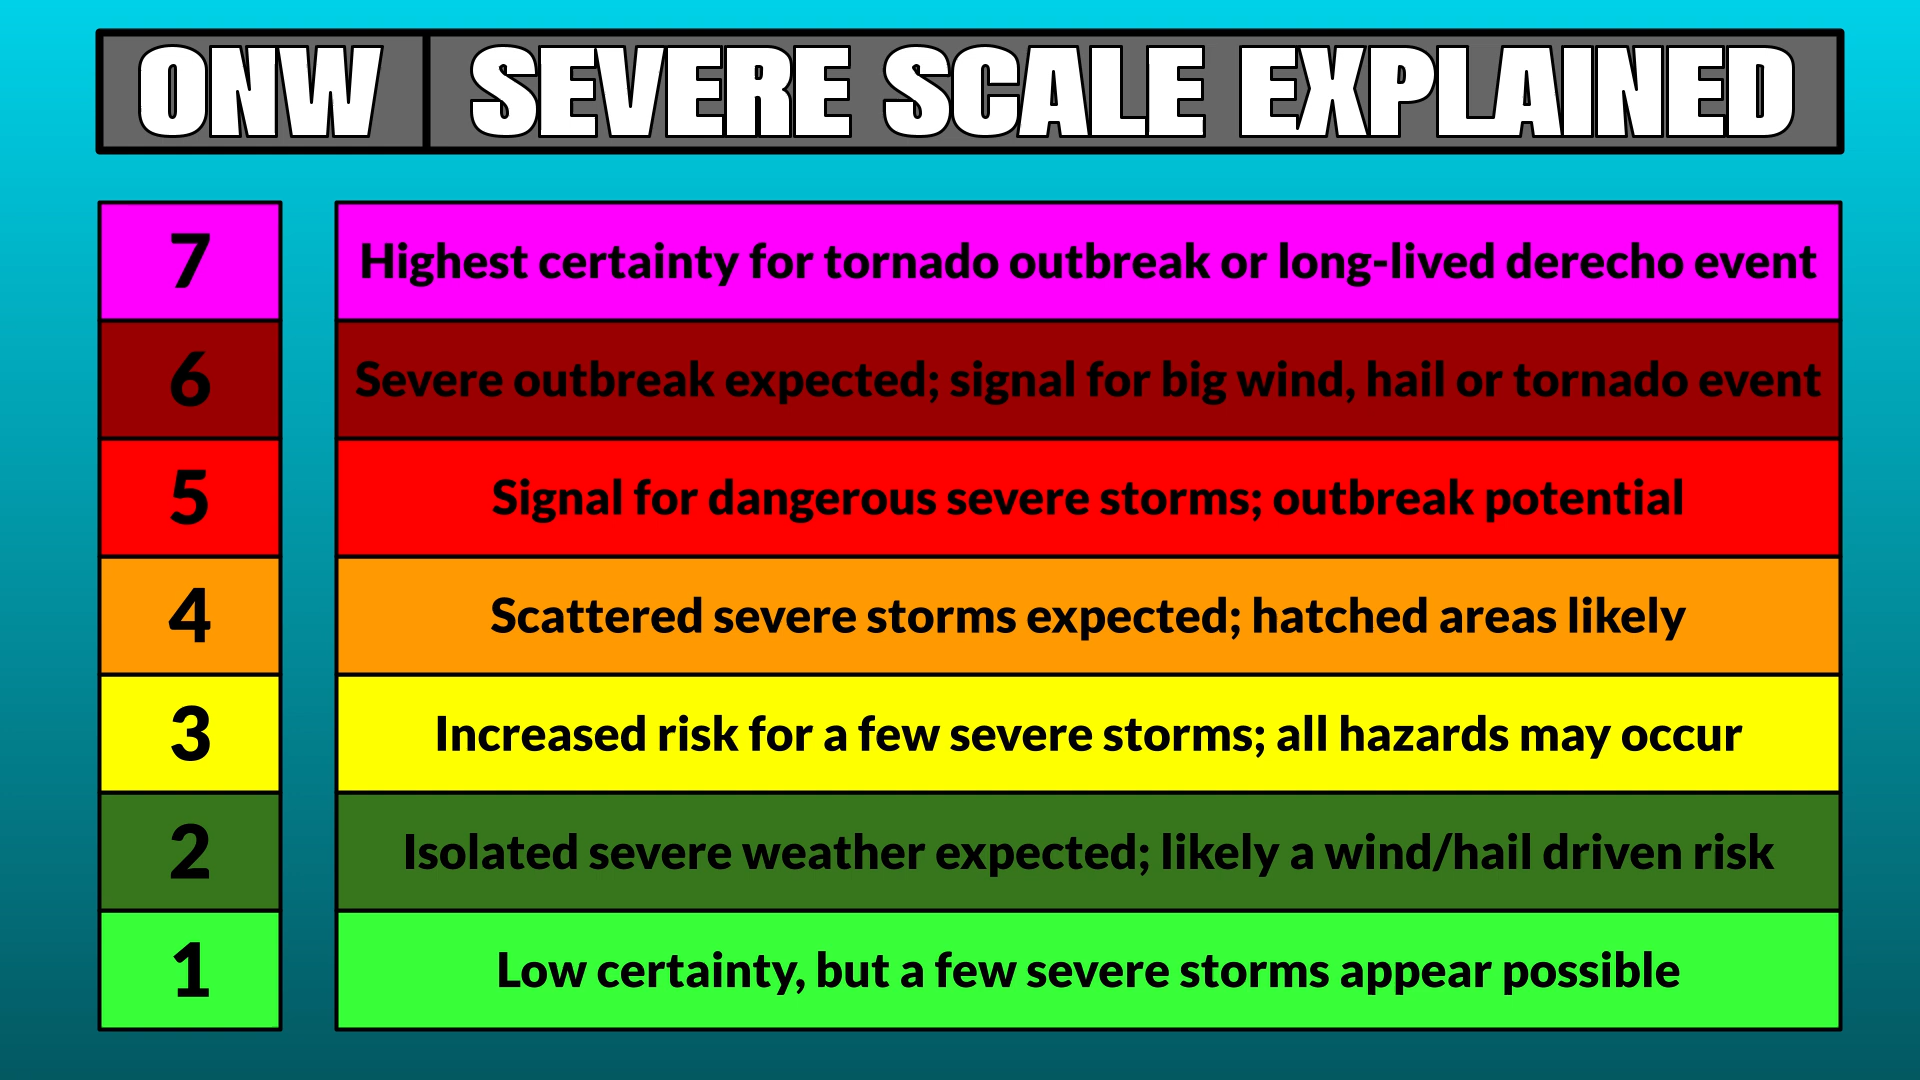 ONW SEVERE SCALE EXPLAINED
7 Highest certainty for tornado outbreak or long-lived derecho event
6 Severe outbreak expected; signal for big wind, hail or tornado event
5 Signal for dangerous severe storms; outbreak potential
4 Scattered severe storms expected; hatched areas likely
3 Increased risk for a few severe storms; all hazards may occur
2 Isolated severe weather expected; likely a wind/hail driven risk
1 Low certainty, but a few severe storms appear possible